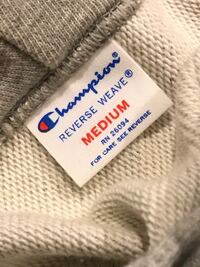 Champion
REVERSE WEAVE®
MEDIUM
RN 26094
FOR CARE SEE REVERSE